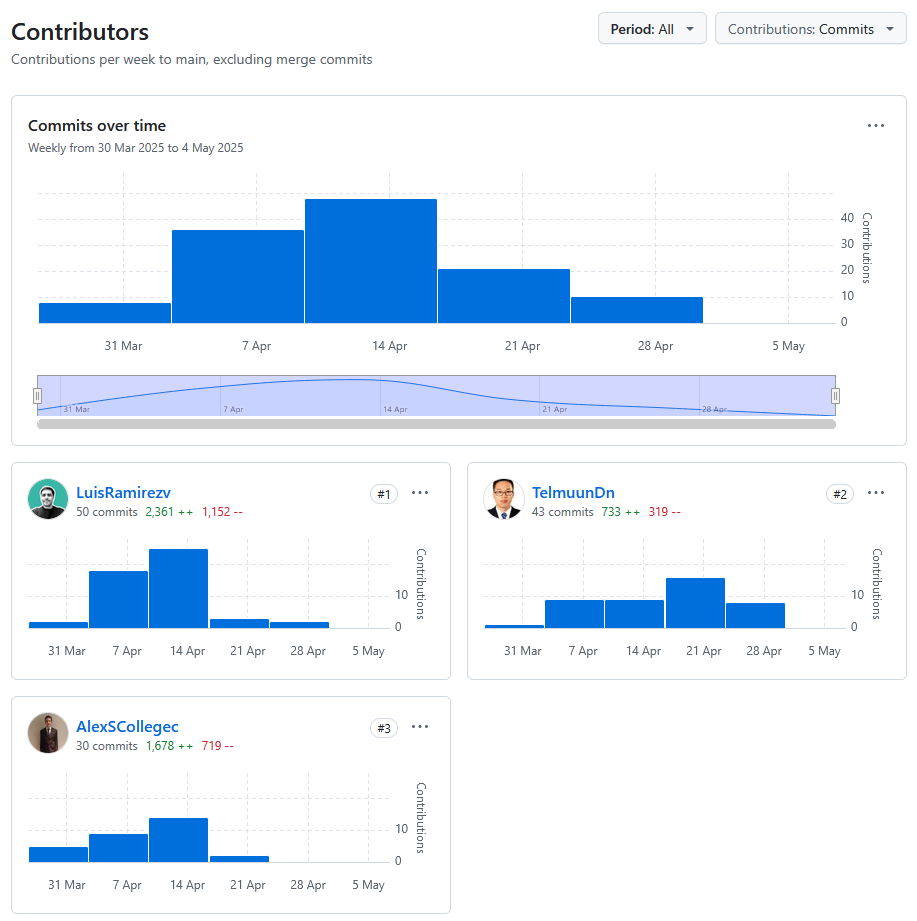 Contributors
Period: All
Contributions: Commits
Contributions per week to main, excluding merge commits
Commits over time
Weekly from 30 Mar 2025 to 4 May 2025
40
30
20
10
0
Contributions
31 Mar 7 Apr 14 Apr 21 Apr 28 Apr 5 May
31 Mar 7 Apr 14 Apr 21 Apr 28 Apr
LuisRamirezv
#1
50 commits 2,361 ++ 1,152 --
10
0
Contributions
31 Mar 7 Apr 14 Apr 21 Apr 28 Apr 5 May
TelmuunDn
#2
43 commits 733 ++ 319 --
10
0
Contributions
31 Mar 7 Apr 14 Apr 21 Apr 28 Apr 5 May
AlexSCollegec
#3
30 commits 1,678 ++ 719 --
10
0
Contributions
31 Mar 7 Apr 14 Apr 21 Apr 28 Apr 5 May